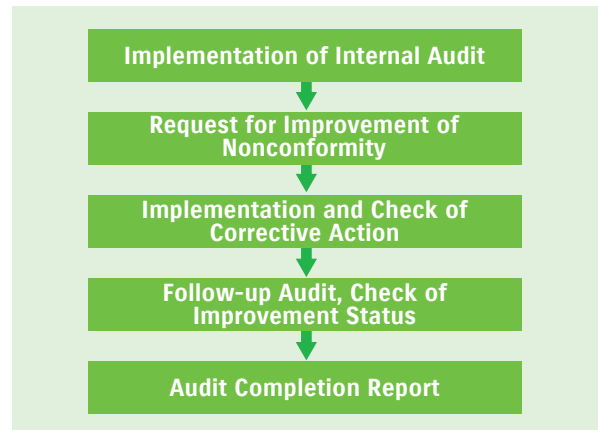 Implementation of Internal Audit
Request for Improvement of
Nonconformity
Implementation and Check of
Corrective Action
Follow-up Audit, Check of
Improvement Status
Audit Completion Report